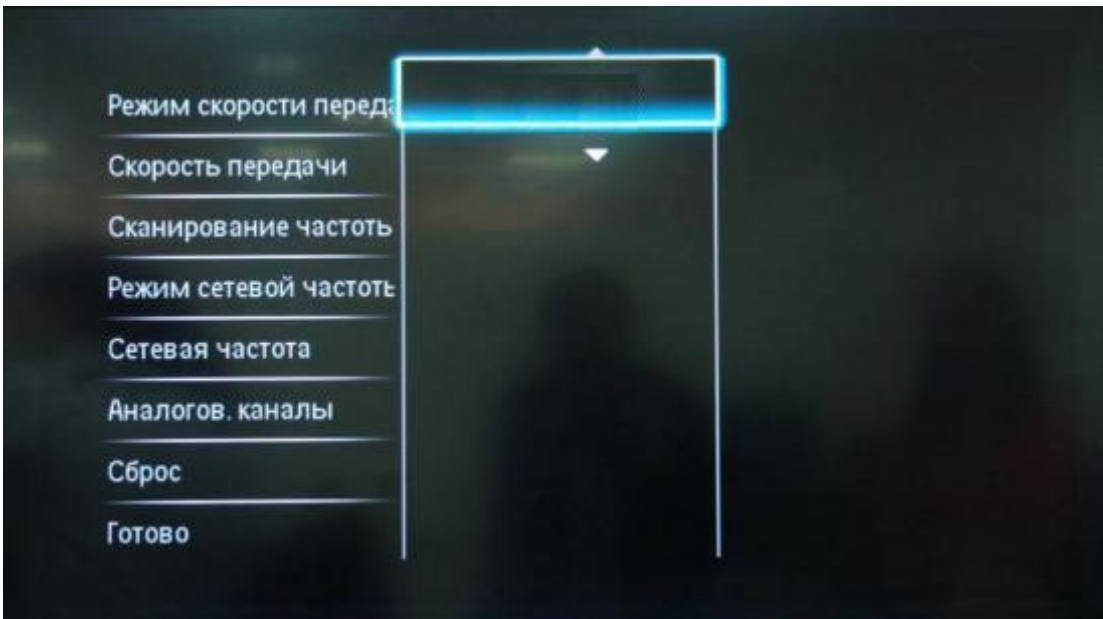 Режим скорости переда
Скорость передачи
Сканирование частоть
Режим сетевой частоть
Сетевая частота
Аналогов. каналы
Сброс
Готово